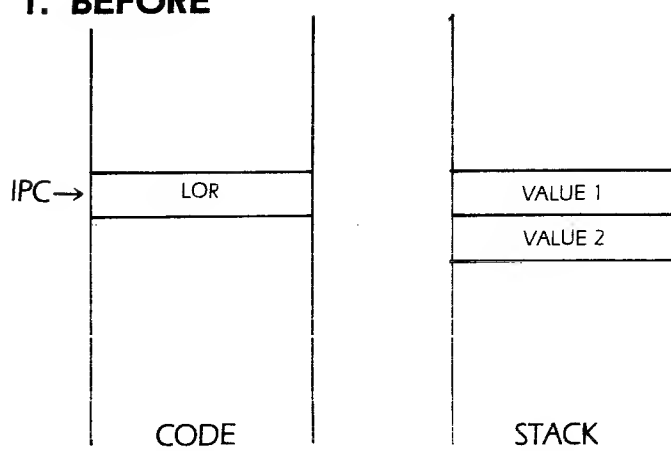 1. BEFORE
IPC→ LOR VALUE 1
VALUE 2
CODE STACK